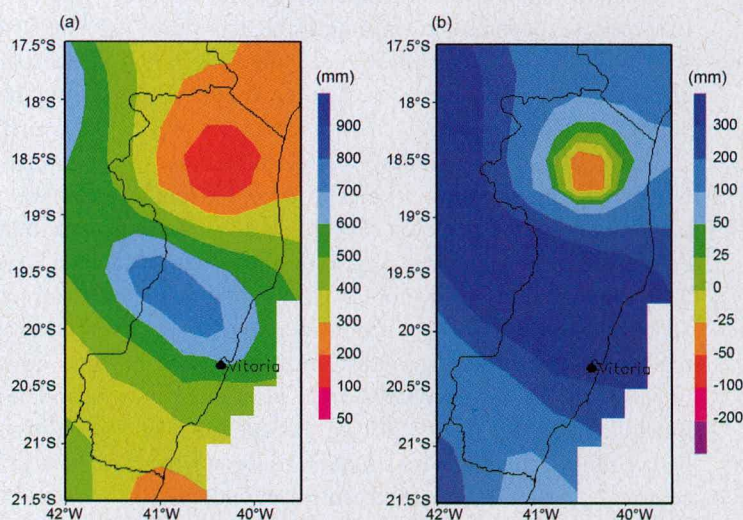 (a)
17.5°S
18°S
18.5°S
19°S
19.5°S
20°S
20.5°S
21°S
21.5°S
42°W
41°W
40°W
Vitoria
(mm)
900
800
700
600
500
400
300
200
100
50
(b)
17.5°S
18°S
18.5°S
19°S
19.5°S
20°S
20.5°S
21°S
21.5°S
42°W
41°W
40°W
Vitoria
(mm)
300
200
100
50
25
0
-25
-50
-100
-200